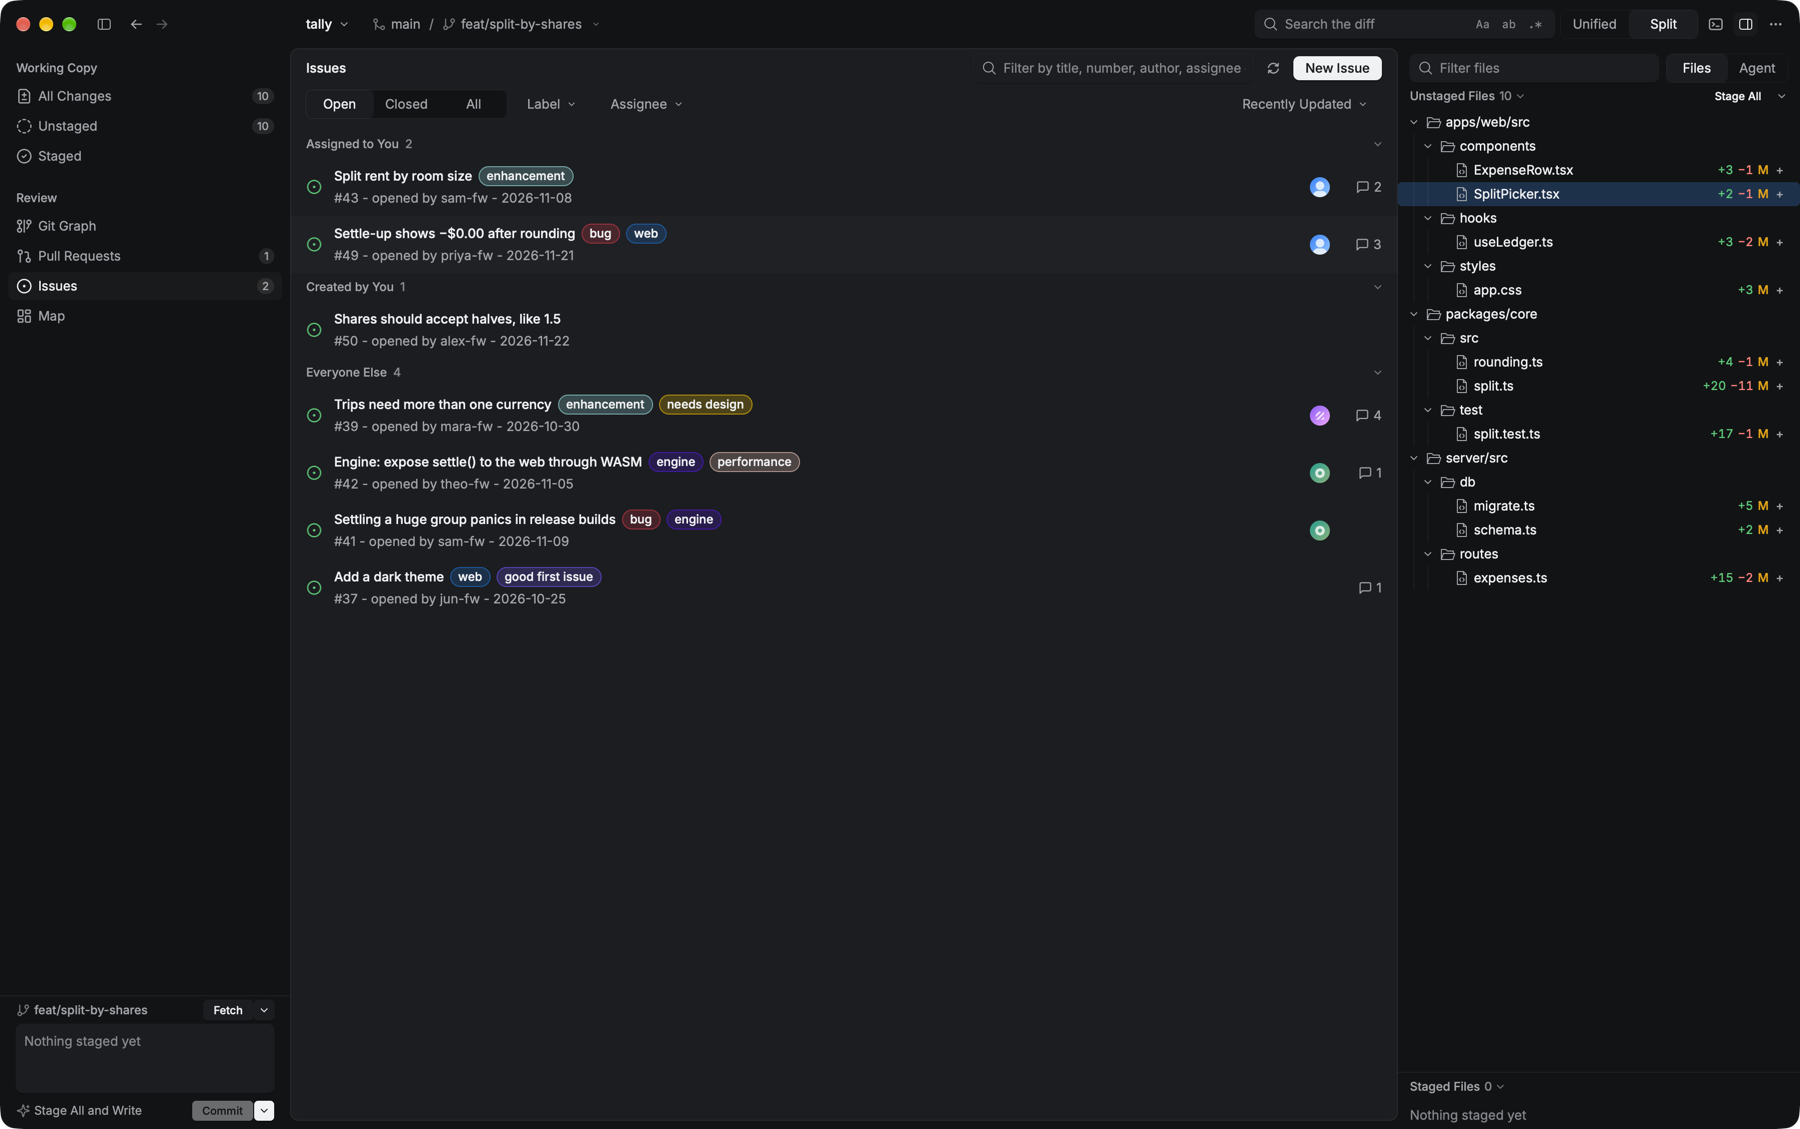 tally
main / feat/split-by-shares
Search the diff
Aa ab .*
Unified Split
Working Copy
All Changes 10
Unstaged 10
Staged
Review
Git Graph
Pull Requests 1
Issues 2
Map
feat/split-by-shares
Fetch
Nothing staged yet
Stage All and Write
Commit
Issues
Filter by title, number, author, assignee
New Issue
Open Closed All Label Assignee
Recently Updated
Assigned to You 2
Split rent by room size enhancement
#43 - opened by sam-fw - 2026-11-08
2
Settle-up shows −$0.00 after rounding bug web
#49 - opened by priya-fw - 2026-11-21
3
Created by You 1
Shares should accept halves, like 1.5
#50 - opened by alex-fw - 2026-11-22
Everyone Else 4
Trips need more than one currency enhancement needs design
#39 - opened by mara-fw - 2026-10-30
4
Engine: expose settle() to the web through WASM engine performance
#42 - opened by theo-fw - 2026-11-05
1
Settling a huge group panics in release builds bug engine
#41 - opened by sam-fw - 2026-11-09
Add a dark theme web good first issue
#37 - opened by jun-fw - 2026-10-25
1
Filter files
Files Agent
Unstaged Files 10
Stage All
apps/web/src
components
ExpenseRow.tsx +3 −1 M +
SplitPicker.tsx +2 −1 M +
hooks
useLedger.ts +3 −2 M +
styles
app.css +3 M +
packages/core
src
rounding.ts +4 −1 M +
split.ts +20 −11 M +
test
split.test.ts +17 −1 M +
server/src
db
migrate.ts +5 M +
schema.ts +2 M +
routes
expenses.ts +15 −2 M +
Staged Files 0
Nothing staged yet